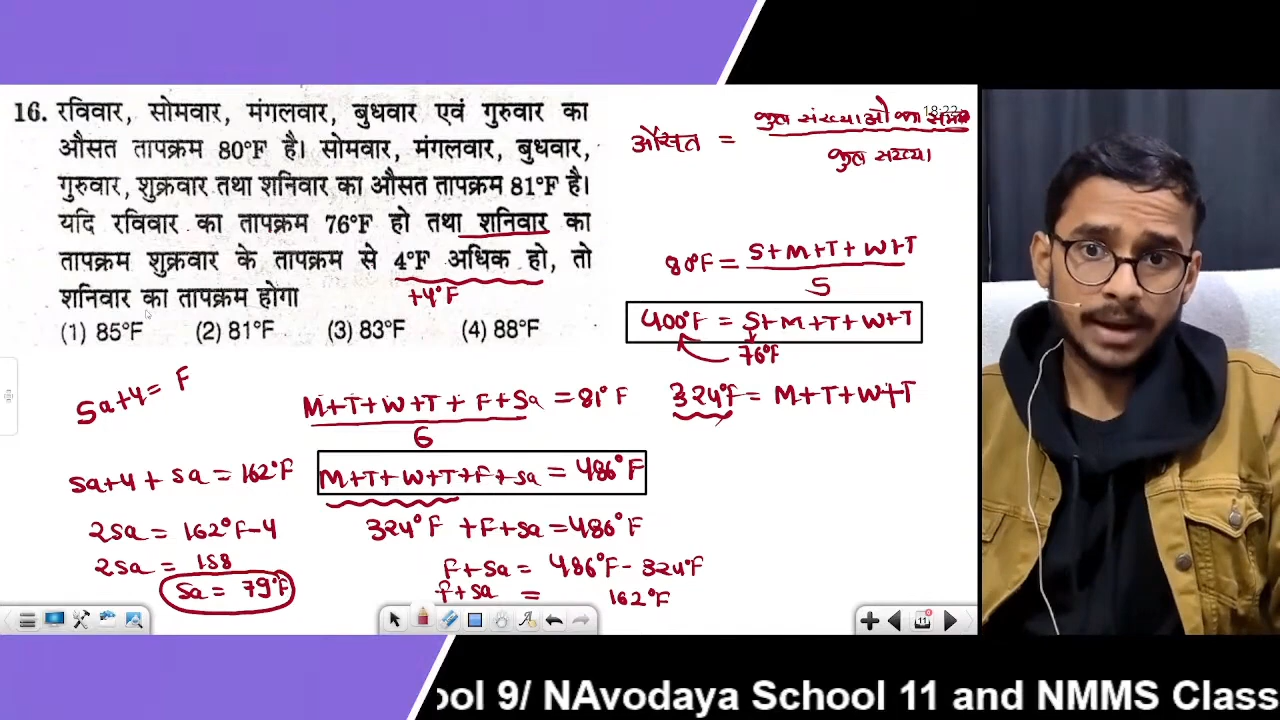 16. रविवार, सोमवार, मंगलवार, बुधवार एवं गुरुवार का
औसत तापक्रम 80°F है। सोमवार, मंगलवार, बुधवार,
गुरुवार, शुक्रवार तथा शनिवार का औसत तापक्रम 81°F है।
यदि रविवार का तापक्रम 76°F हो तथा शनिवार का
तापक्रम शुक्रवार के तापक्रम से 4°F अधिक हो, तो
+4°F
शनिवार का तापक्रम होगा
(1) 85°F (2) 81°F (3) 83°F (4) 88°F
18:22
औसत = कुल संख्याओ का
कुल संख्या
80°F = S+M+T+W+T
5
400°F = S+M+T+W+T
76°F
324°F = M+T+W+T
M+T+W+T+F+Sa = 81°F
6
M+T+W+T+F+Sa = 486°F
324°F +F+Sa = 486°F
F+Sa = 486°F - 324°F
F+Sa = 162°F
Sa+4 = F
Sa+4+Sa = 162°F
2Sa = 162°F-4
2Sa = 158
Sa = 79°F
11
ool 9/ NAvodaya School 11 and NMMS Class